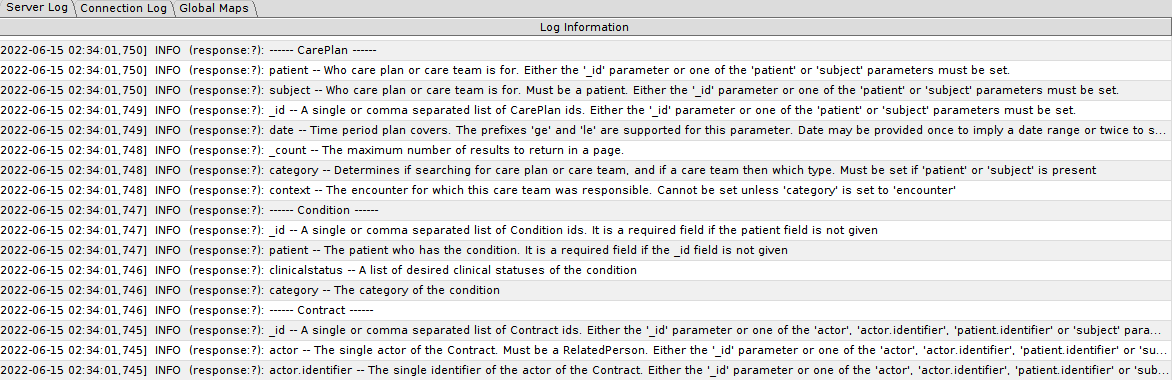 Server Log Connection Log Global Maps
Log Information
2022-06-15 02:34:01,750] INFO (response:?): ------ CarePlan ------
2022-06-15 02:34:01,750] INFO (response:?): patient -- Who care plan or care team is for. Either the '_id' parameter or one of the 'patient' or 'subject' parameters must be set.
2022-06-15 02:34:01,750] INFO (response:?): subject -- Who care plan or care team is for. Must be a patient. Either the '_id' parameter or one of the 'patient' or 'subject' parameters must be set.
2022-06-15 02:34:01,749] INFO (response:?): _id -- A single or comma separated list of CarePlan ids. Either the '_id' parameter or one of the 'patient' or 'subject' parameters must be set.
2022-06-15 02:34:01,749] INFO (response:?): date -- Time period plan covers. The prefixes 'ge' and 'le' are supported for this parameter. Date may be provided once to imply a date range or twice to s...
2022-06-15 02:34:01,748] INFO (response:?): _count -- The maximum number of results to return in a page.
2022-06-15 02:34:01,748] INFO (response:?): category -- Determines if searching for care plan or care team, and if a care team then which type. Must be set if 'patient' or 'subject' is present
2022-06-15 02:34:01,748] INFO (response:?): context -- The encounter for which this care team was responsible. Cannot be set unless 'category' is set to 'encounter'
2022-06-15 02:34:01,747] INFO (response:?): ------ Condition ------
2022-06-15 02:34:01,747] INFO (response:?): _id -- A single or comma separated list of Condition ids. It is a required field if the patient field is not given
2022-06-15 02:34:01,747] INFO (response:?): patient -- The patient who has the condition. It is a required field if the _id field is not given
2022-06-15 02:34:01,746] INFO (response:?): clinicalstatus -- A list of desired clinical statuses of the condition
2022-06-15 02:34:01,746] INFO (response:?): category -- The category of the condition
2022-06-15 02:34:01,746] INFO (response:?): ------ Contract ------
2022-06-15 02:34:01,745] INFO (response:?): _id -- A single or comma separated list of Contract ids. Either the '_id' parameter or one of the 'actor', 'actor.identifier', 'patient.identifier' or 'subject' para...
2022-06-15 02:34:01,745] INFO (response:?): actor -- The single actor of the Contract. Must be a RelatedPerson. Either the '_id' parameter or one of the 'actor', 'actor.identifier', 'patient.identifier' or 'su...
2022-06-15 02:34:01,745] INFO (response:?): actor.identifier -- The single identifier of the actor of the Contract. Either the '_id' parameter or one of the 'actor', 'actor.identifier', 'patient.identifier' or 'sub...